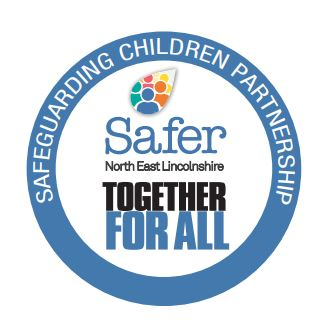 SAFEGUARDING CHILDREN PARTNERSHIP
Safer
North East Lincolnshire
TOGETHER
FOR ALL